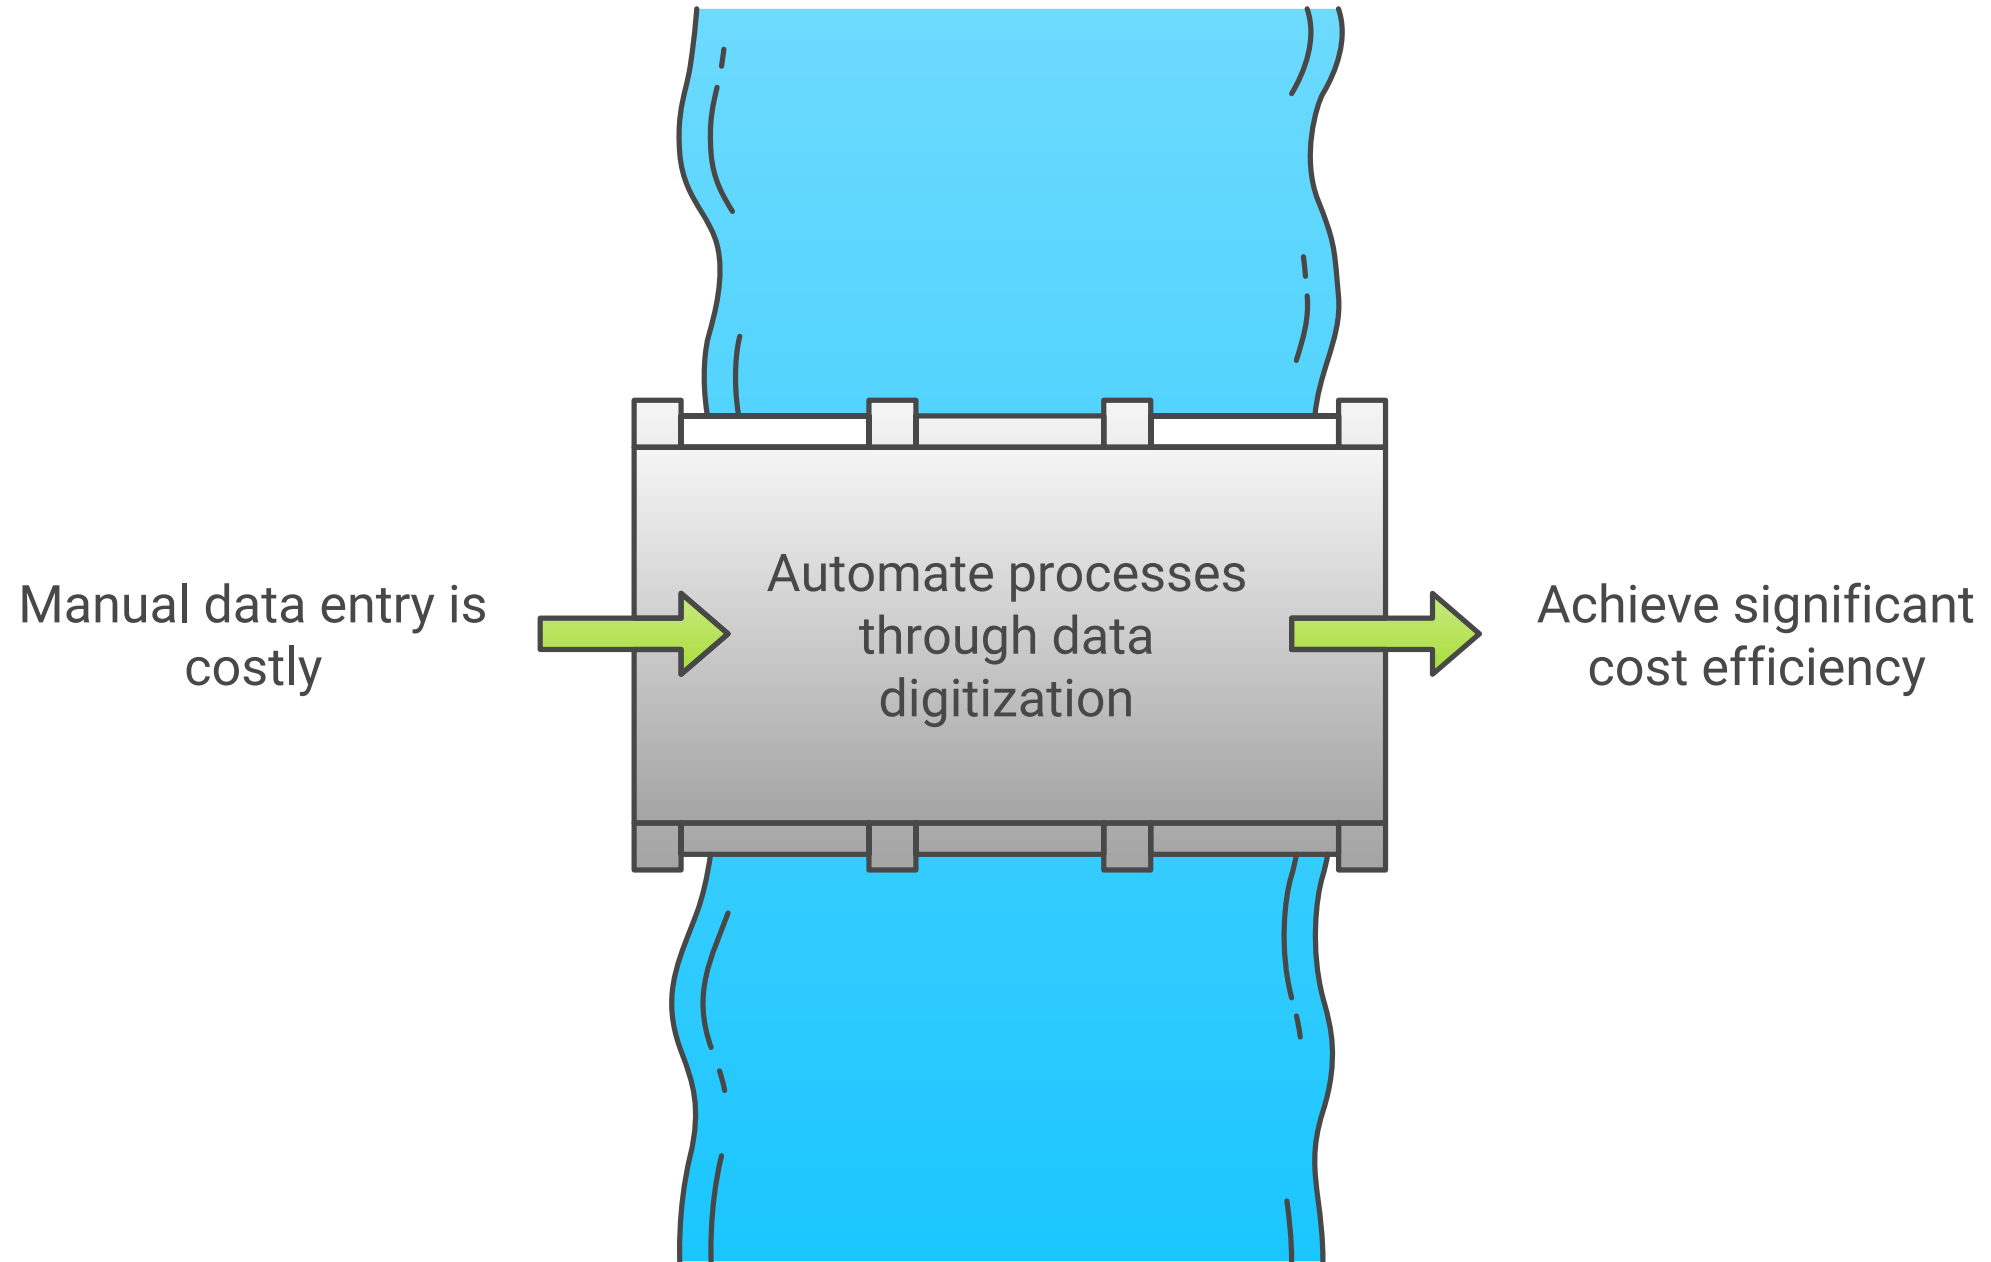 Manual data entry is
costly
Automate processes
through data
digitization
Achieve significant
cost efficiency